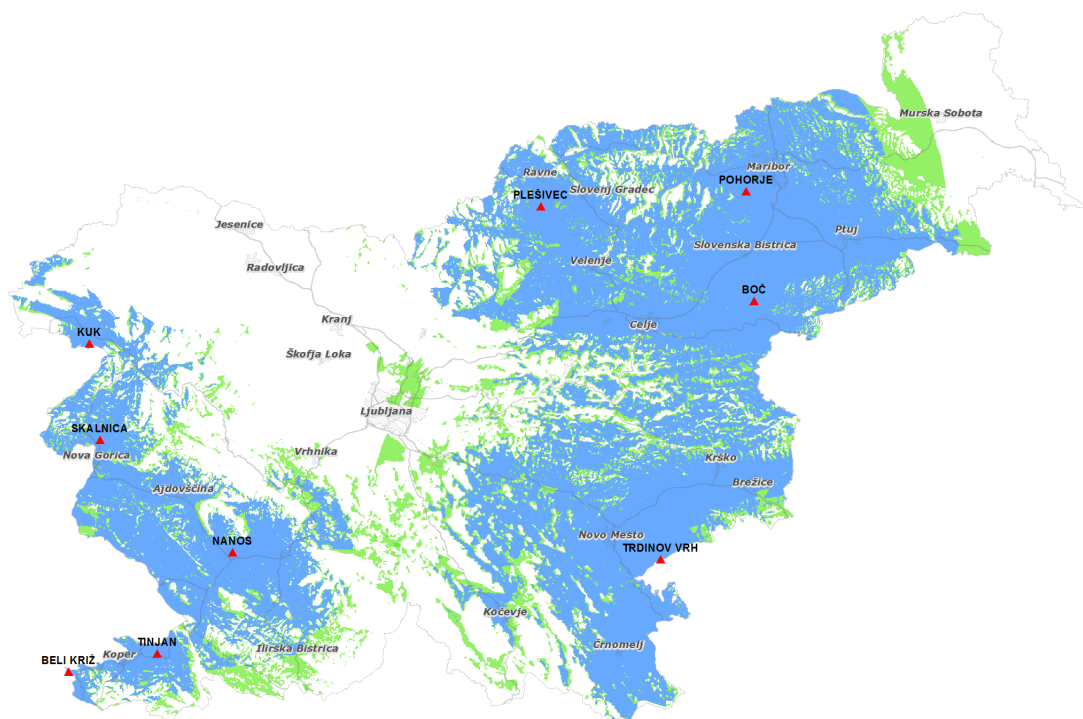 Murska Sobota
Maribor
Ravne
POHORJE
Slovenj Gradec
PLEŠIVEC
Jesenice
Ptuj
Slovenska Bistrica
Velenje
Radovljica
BOČ
Kranj
Celje
KUK
Škofja Loka
Ljubljana
SKALNICA
Vrhnika
Nova Gorica
Krško
Brežice
Ajdovščina
Novo Mesto
NANOS
TRDINOV VRH
Kočevje
TINJAN
Črnomelj
Ilirska Bistrica
Koper
BELI KRIŽ